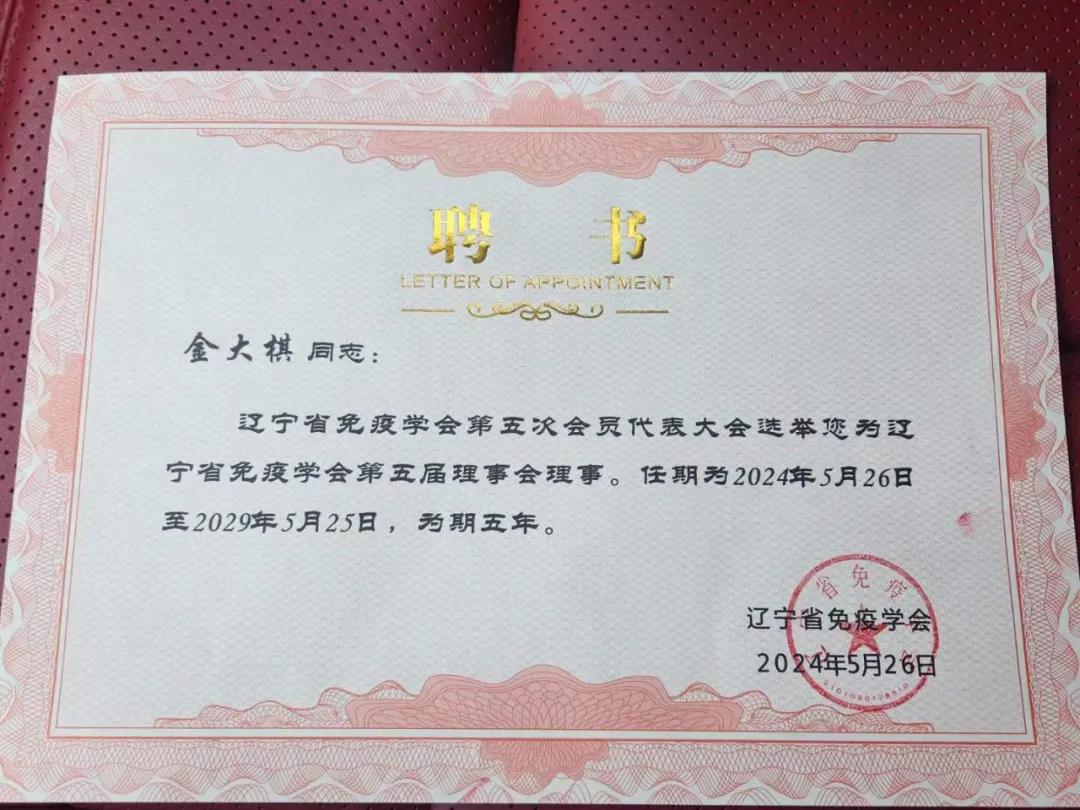 聘 书
LETTER OF APPOINTMENT
金大棋 同志：
辽宁省免疫学会第五次会员代表大会选举您为辽
宁省免疫学会第五届理事会理事。任期为2024年5月26日
至2029年5月25日，为期五年。
省免疫
辽宁省免疫学会
2024年5月26日